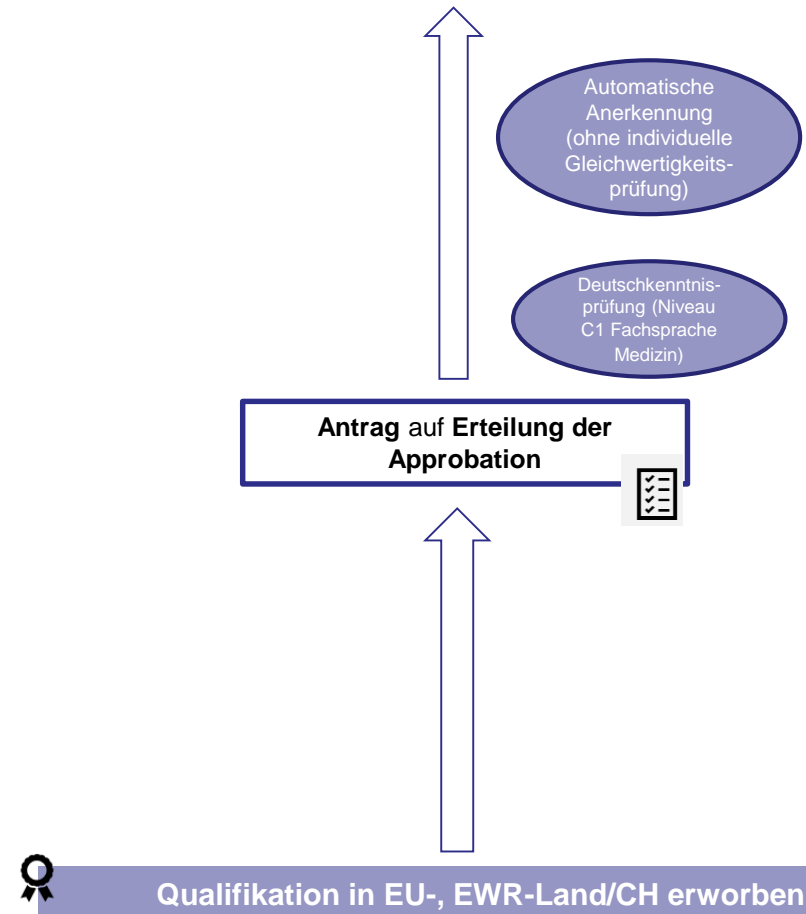 Automatische
Anerkennung
(ohne individuelle
Gleichwertigkeits-
prüfung)
Deutschkenntnis-
prüfung (Niveau
C1 Fachsprache
Medizin)
Antrag auf Erteilung der
Approbation
Qualifikation in EU-, EWR-Land/CH erworben